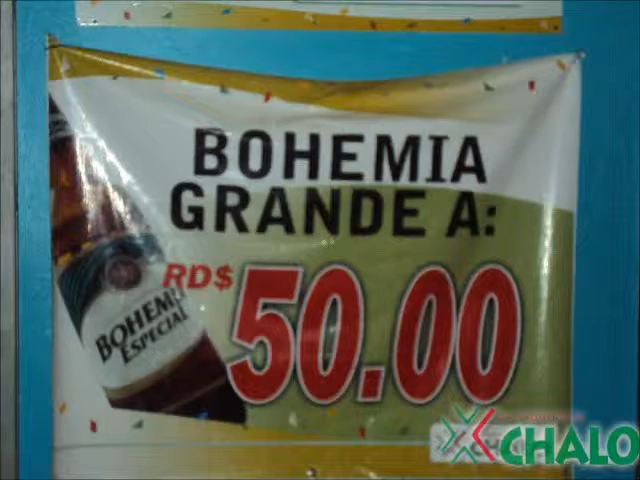 BOHEMIA
GRANDE A:
RD$50.00
BOHEMIA
ESPECIAL
CHALO